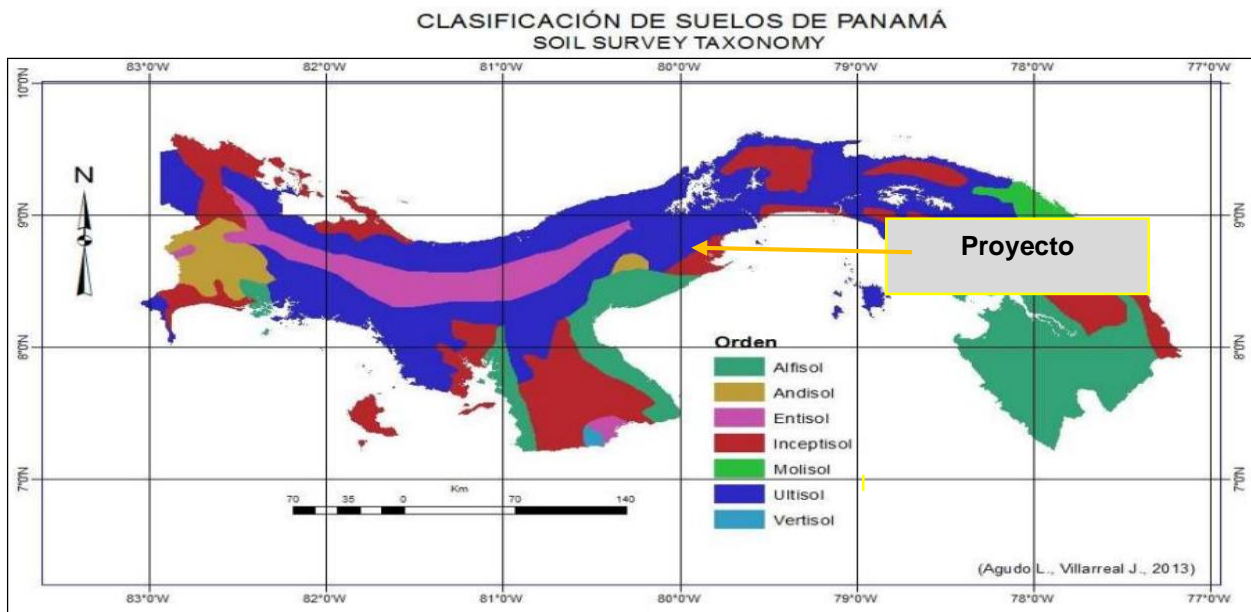 CLASIFICACIÓN DE SUELOS DE PANAMÁ
SOIL SURVEY TAXONOMY
83°0'W 82°0'W 81°0'W 80°0'W 79°0'W 78°0'W 77°0'W
10°0'N 10°0'N
N
9°0'N 9°0'N
Proyecto
8°0'N 8°0'N
Orden
Alfisol
Andisol
Entisol
Inceptisol
Molisol
Ultisol
Vertisol
7°0'N 7°0'N
Km
70 35 0 70 140
(Agudo L., Villarreal J., 2013)
83°0'W 82°0'W 81°0'W 80°0'W 79°0'W 78°0'W 77°0'W